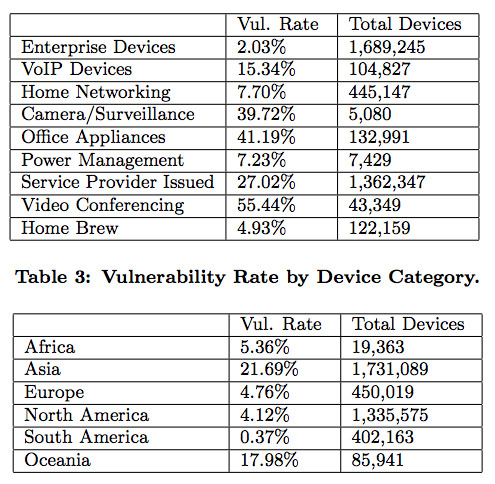 Vul. Rate Total Devices
Enterprise Devices 2.03% 1,689,245
VoIP Devices 15.34% 104,827
Home Networking 7.70% 445,147
Camera/Surveillance 39.72% 5,080
Office Appliances 41.19% 132,991
Power Management 7.23% 7,429
Service Provider Issued 27.02% 1,362,347
Video Conferencing 55.44% 43,349
Home Brew 4.93% 122,159
Table 3: Vulnerability Rate by Device Category.
Vul. Rate Total Devices
Africa 5.36% 19,363
Asia 21.69% 1,731,089
Europe 4.76% 450,019
North America 4.12% 1,335,575
South America 0.37% 402,163
Oceania 17.98% 85,941